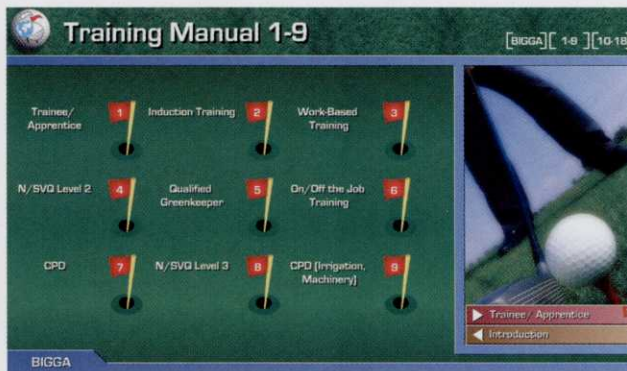 Training Manual 1-9
[BIGGA][ 1-9 ][10-18]
Trainee/
Apprentice
1
Induction Training
2
Work-Based
Training
3
N/SVQ Level 2
4
Qualified
Greenkeeper
5
On/Off the Job
Training
6
CPD
7
N/SVQ Level 3
8
CPD [Irrigation,
Machinery]
9
Trainee/ Apprentice
Introduction
BIGGA